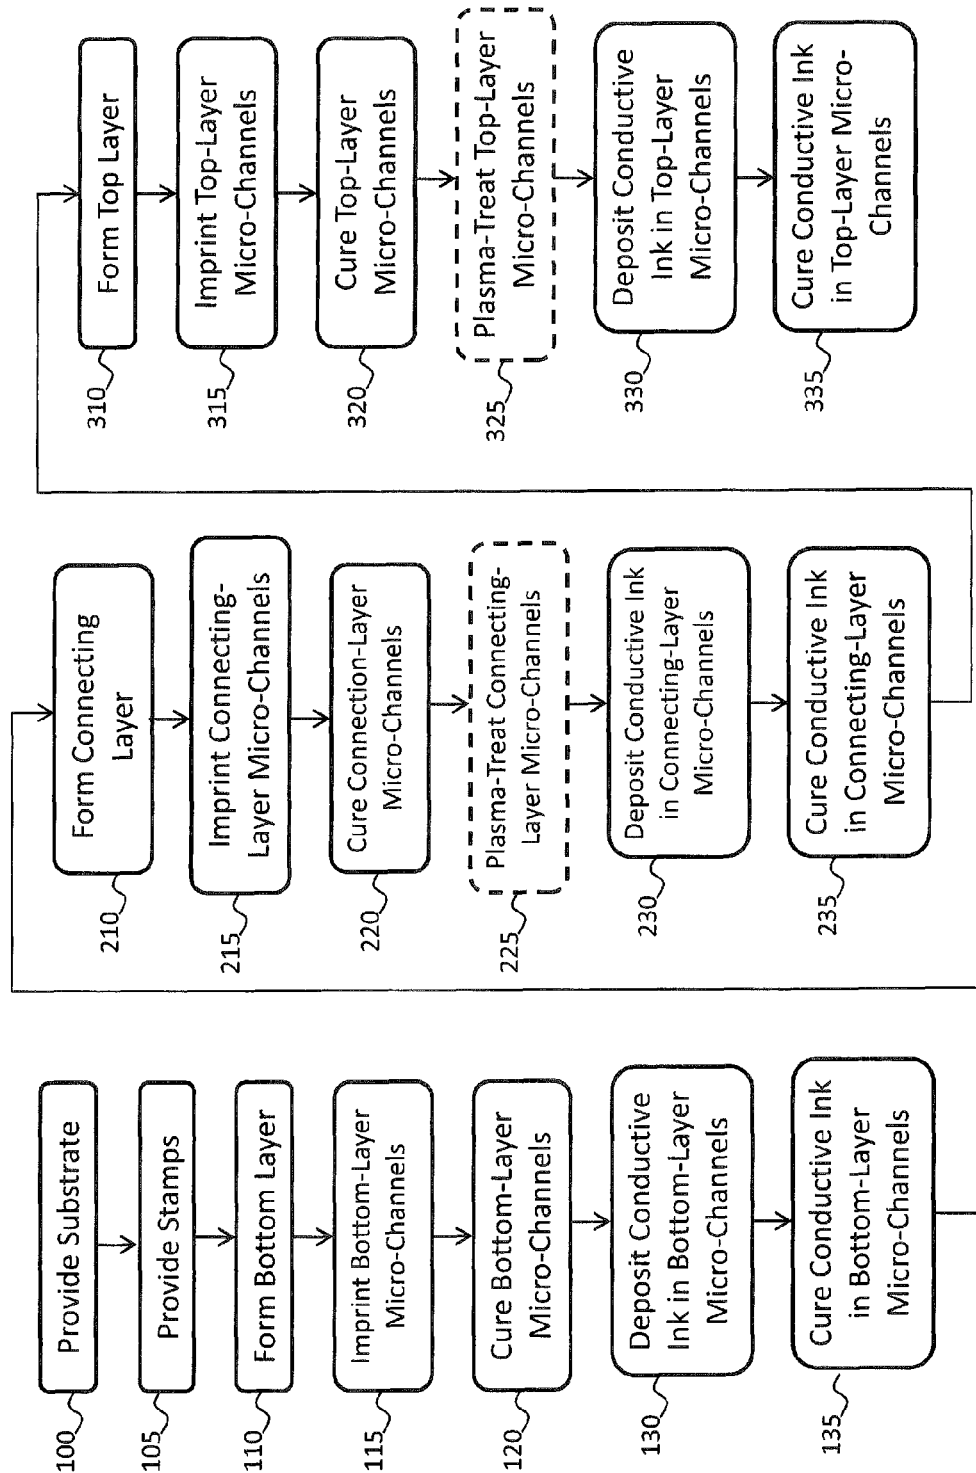 100
Provide Substrate
105
Provide Stamps
110
Form Bottom Layer
115
Imprint Bottom-Layer
Micro-Channels
120
Cure Bottom-Layer
Micro-Channels
130
Deposit Conductive
Ink in Bottom-Layer
Micro-Channels
135
Cure Conductive Ink
in Bottom-Layer
Micro-Channels
210
Form Connecting
Layer
215
Imprint Connecting-
Layer Micro-Channels
220
Cure Connection-Layer
Micro-Channels
225
Plasma-Treat Connecting-
Layer Micro-Channels
230
Deposit Conductive Ink
in Connecting-Layer
Micro-Channels
235
Cure Conductive Ink
in Connecting-Layer
Micro-Channels
310
Form Top Layer
315
Imprint Top-Layer
Micro-Channels
320
Cure Top-Layer
Micro-Channels
325
Plasma-Treat Top-Layer
Micro-Channels
330
Deposit Conductive
Ink in Top-Layer
Micro-Channels
335
Cure Conductive Ink
in Top-Layer Micro-
Channels